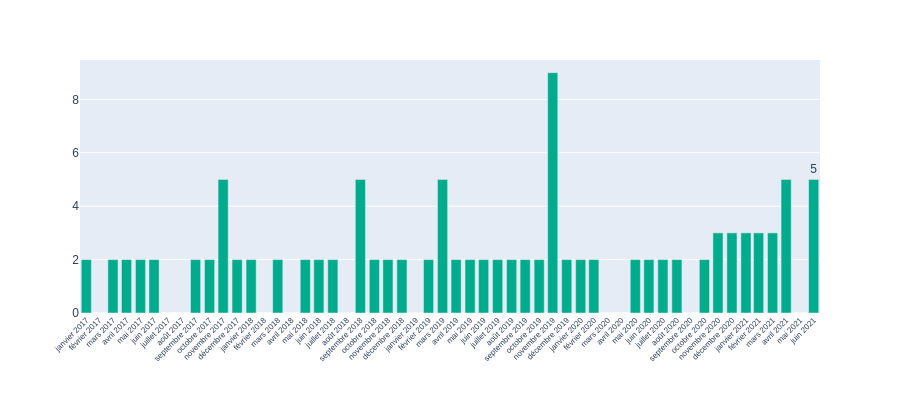 8
6
4
2
0
5
janvier 2017
février 2017
mars 2017
avril 2017
mai 2017
juin 2017
juillet 2017
août 2017
septembre 2017
octobre 2017
novembre 2017
décembre 2017
janvier 2018
février 2018
mars 2018
avril 2018
mai 2018
juin 2018
juillet 2018
août 2018
septembre 2018
octobre 2018
novembre 2018
décembre 2018
janvier 2019
février 2019
mars 2019
avril 2019
mai 2019
juin 2019
juillet 2019
août 2019
septembre 2019
octobre 2019
novembre 2019
décembre 2019
janvier 2020
février 2020
mars 2020
avril 2020
mai 2020
juin 2020
juillet 2020
août 2020
septembre 2020
octobre 2020
novembre 2020
décembre 2020
janvier 2021
février 2021
mars 2021
avril 2021
mai 2021
juin 2021